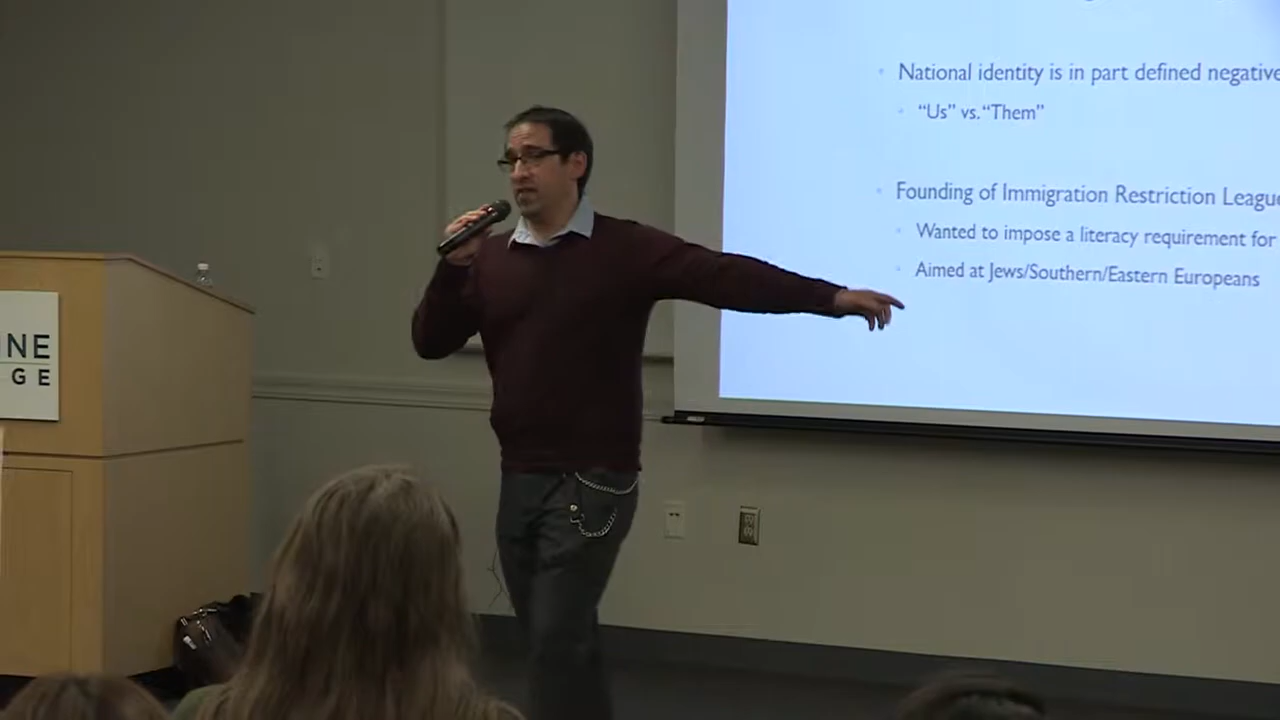 National identity is in part defined negative
"Us" vs. "Them"
Founding of Immigration Restriction League
Wanted to impose a literacy requirement for
Aimed at Jews/Southern/Eastern Europeans
NE
GE